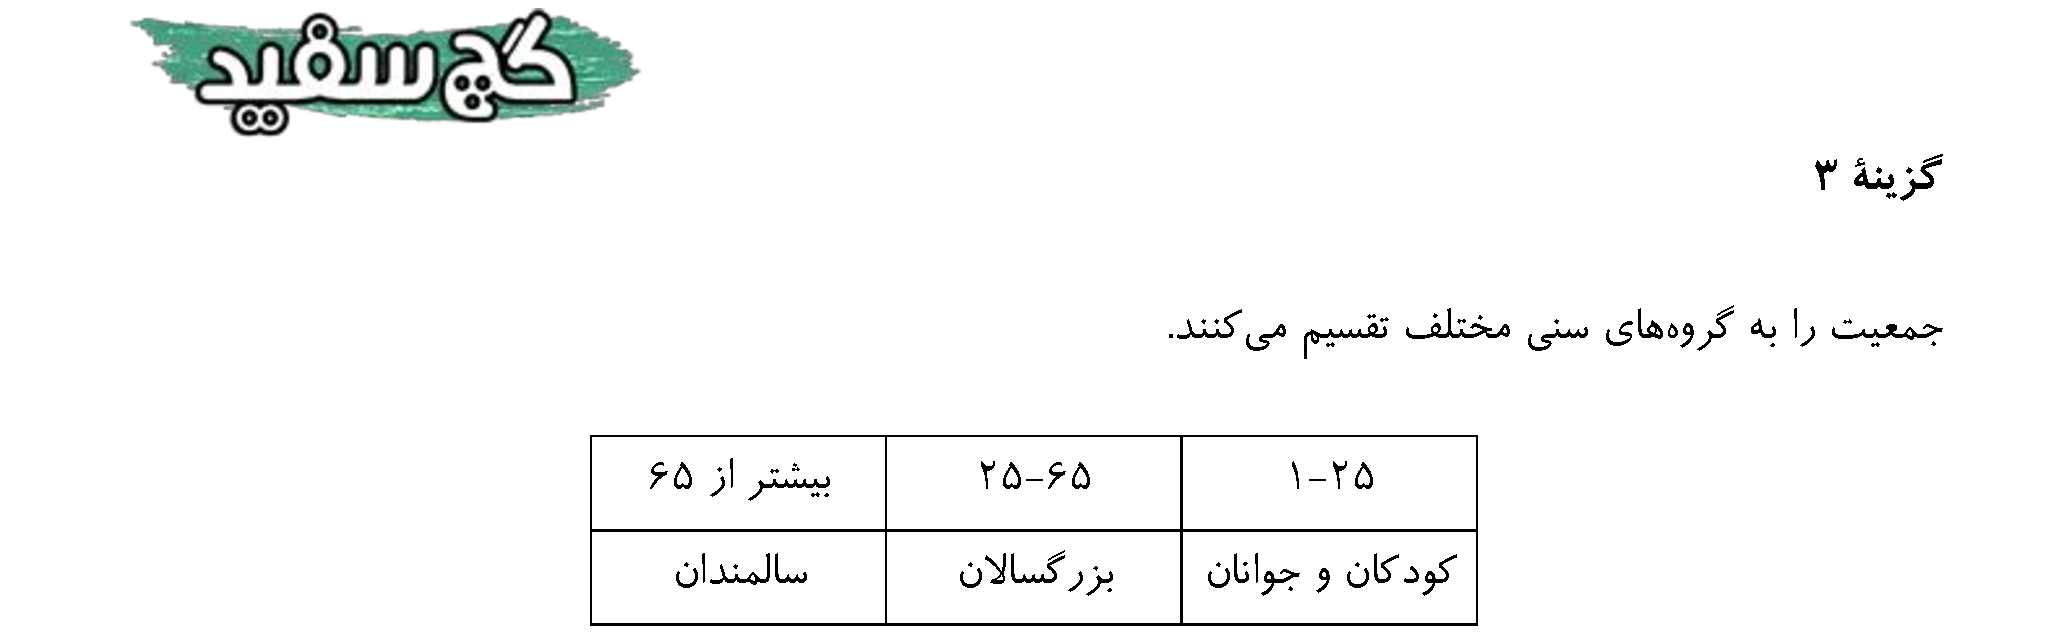 گچ سفید
گزینهٔ ۳
جمعیت را به گروه‌های سنی مختلف تقسیم می‌کنند.
۱-۲۵ ۲۵-۶۵ بیشتر از ۶۵
کودکان و جوانان بزرگسالان سالمندان